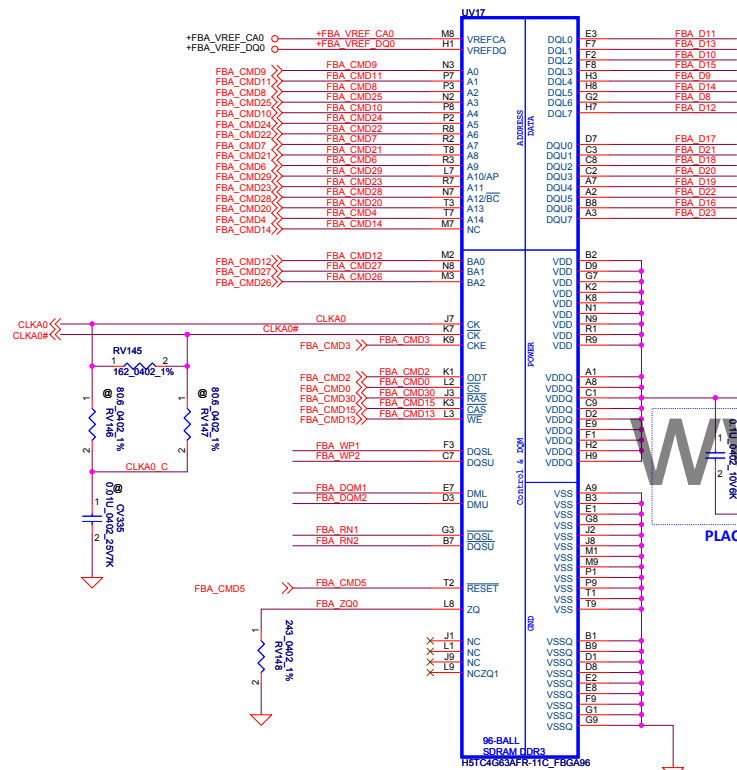 UV17
+FBA_VREF_CA0 +FBA_VREF_CA0 M8 VREFCA
+FBA_VREF_DQ0 +FBA_VREF_DQ0 H1 VREFDQ
FBA_CMD9 FBA_CMD9 N3 A0
FBA_CMD11 FBA_CMD11 P7 A1
FBA_CMD8 FBA_CMD8 P3 A2
FBA_CMD25 FBA_CMD25 N2 A3
FBA_CMD10 FBA_CMD10 P8 A4
FBA_CMD24 FBA_CMD24 P2 A5
FBA_CMD22 FBA_CMD22 R8 A6
FBA_CMD7 FBA_CMD7 R2 A7
FBA_CMD21 FBA_CMD21 T8 A8
FBA_CMD6 FBA_CMD6 R3 A9
FBA_CMD29 FBA_CMD29 L7 A10/AP
FBA_CMD23 FBA_CMD23 R7 A11
FBA_CMD28 FBA_CMD28 N7 A12/BC
FBA_CMD20 FBA_CMD20 T3 A13
FBA_CMD4 FBA_CMD4 T7 A14
FBA_CMD14 FBA_CMD14 M7 NC
FBA_CMD12 FBA_CMD12 M2 BA0
FBA_CMD27 FBA_CMD27 N8 BA1
FBA_CMD26 FBA_CMD26 M3 BA2
CLKA0 CLKA0 J7 CK
CLKA0# CLKA0# K7 CK
FBA_CMD3 FBA_CMD3 K9 CKE
RV145
1 2
162_0402_1%
FBA_CMD2 FBA_CMD2 K1 ODT
FBA_CMD0 FBA_CMD0 L2 CS
FBA_CMD30 FBA_CMD30 J3 RAS
FBA_CMD15 FBA_CMD15 K3 CAS
FBA_CMD13 FBA_CMD13 L3 WE
1 @ 80.6_0402_1% RV146 2
1 @ 80.6_0402_1% RV147 2
CLKA0_C
1 @ CV335 0.01U_0402_25V7K 2
FBA_WP1 F3 DQSL
FBA_WP2 C7 DQSU
FBA_DQM1 E7 DML
FBA_DQM2 D3 DMU
FBA_RN1 G3 DQSL
FBA_RN2 B7 DQSU
FBA_CMD5 FBA_CMD5 T2 RESET
FBA_ZQ0 L8 ZQ
1 243_0402_1% RV148 2
J1 NC
L1 NC
J9 NC
L9 NCZQ1
ADDRESS
DATA
POWER
Control & DQM
GND
DQL0 E3 FBA_D11
DQL1 F7 FBA_D13
DQL2 F2 FBA_D10
DQL3 F8 FBA_D15
DQL4 H3 FBA_D9
DQL5 H8 FBA_D14
DQL6 G2 FBA_D8
DQL7 H7 FBA_D12
DQU0 D7 FBA_D17
DQU1 C3 FBA_D21
DQU2 C8 FBA_D18
DQU3 C2 FBA_D20
DQU4 A7 FBA_D19
DQU5 A2 FBA_D22
DQU6 B8 FBA_D16
DQU7 A3 FBA_D23
VDD B2
VDD D9
VDD G7
VDD K2
VDD K8
VDD N1
VDD N9
VDD R1
VDD R9
VDDQ A1
VDDQ A8
VDDQ C1
VDDQ C9
VDDQ D2
VDDQ E9
VDDQ F1
VDDQ H2
VDDQ H9
1 0.1U_0402_10V6K 2
VSS A9
VSS B3
VSS E1
VSS G8
VSS J2
VSS J8
VSS M1
VSS M9
VSS P1
VSS P9
VSS T1
VSS T9
VSSQ B1
VSSQ B9
VSSQ D1
VSSQ D8
VSSQ E2
VSSQ E8
VSSQ F9
VSSQ G1
VSSQ G9
96-BALL
SDRAM DDR3
H5TC4G63AFR-11C_FBGA96